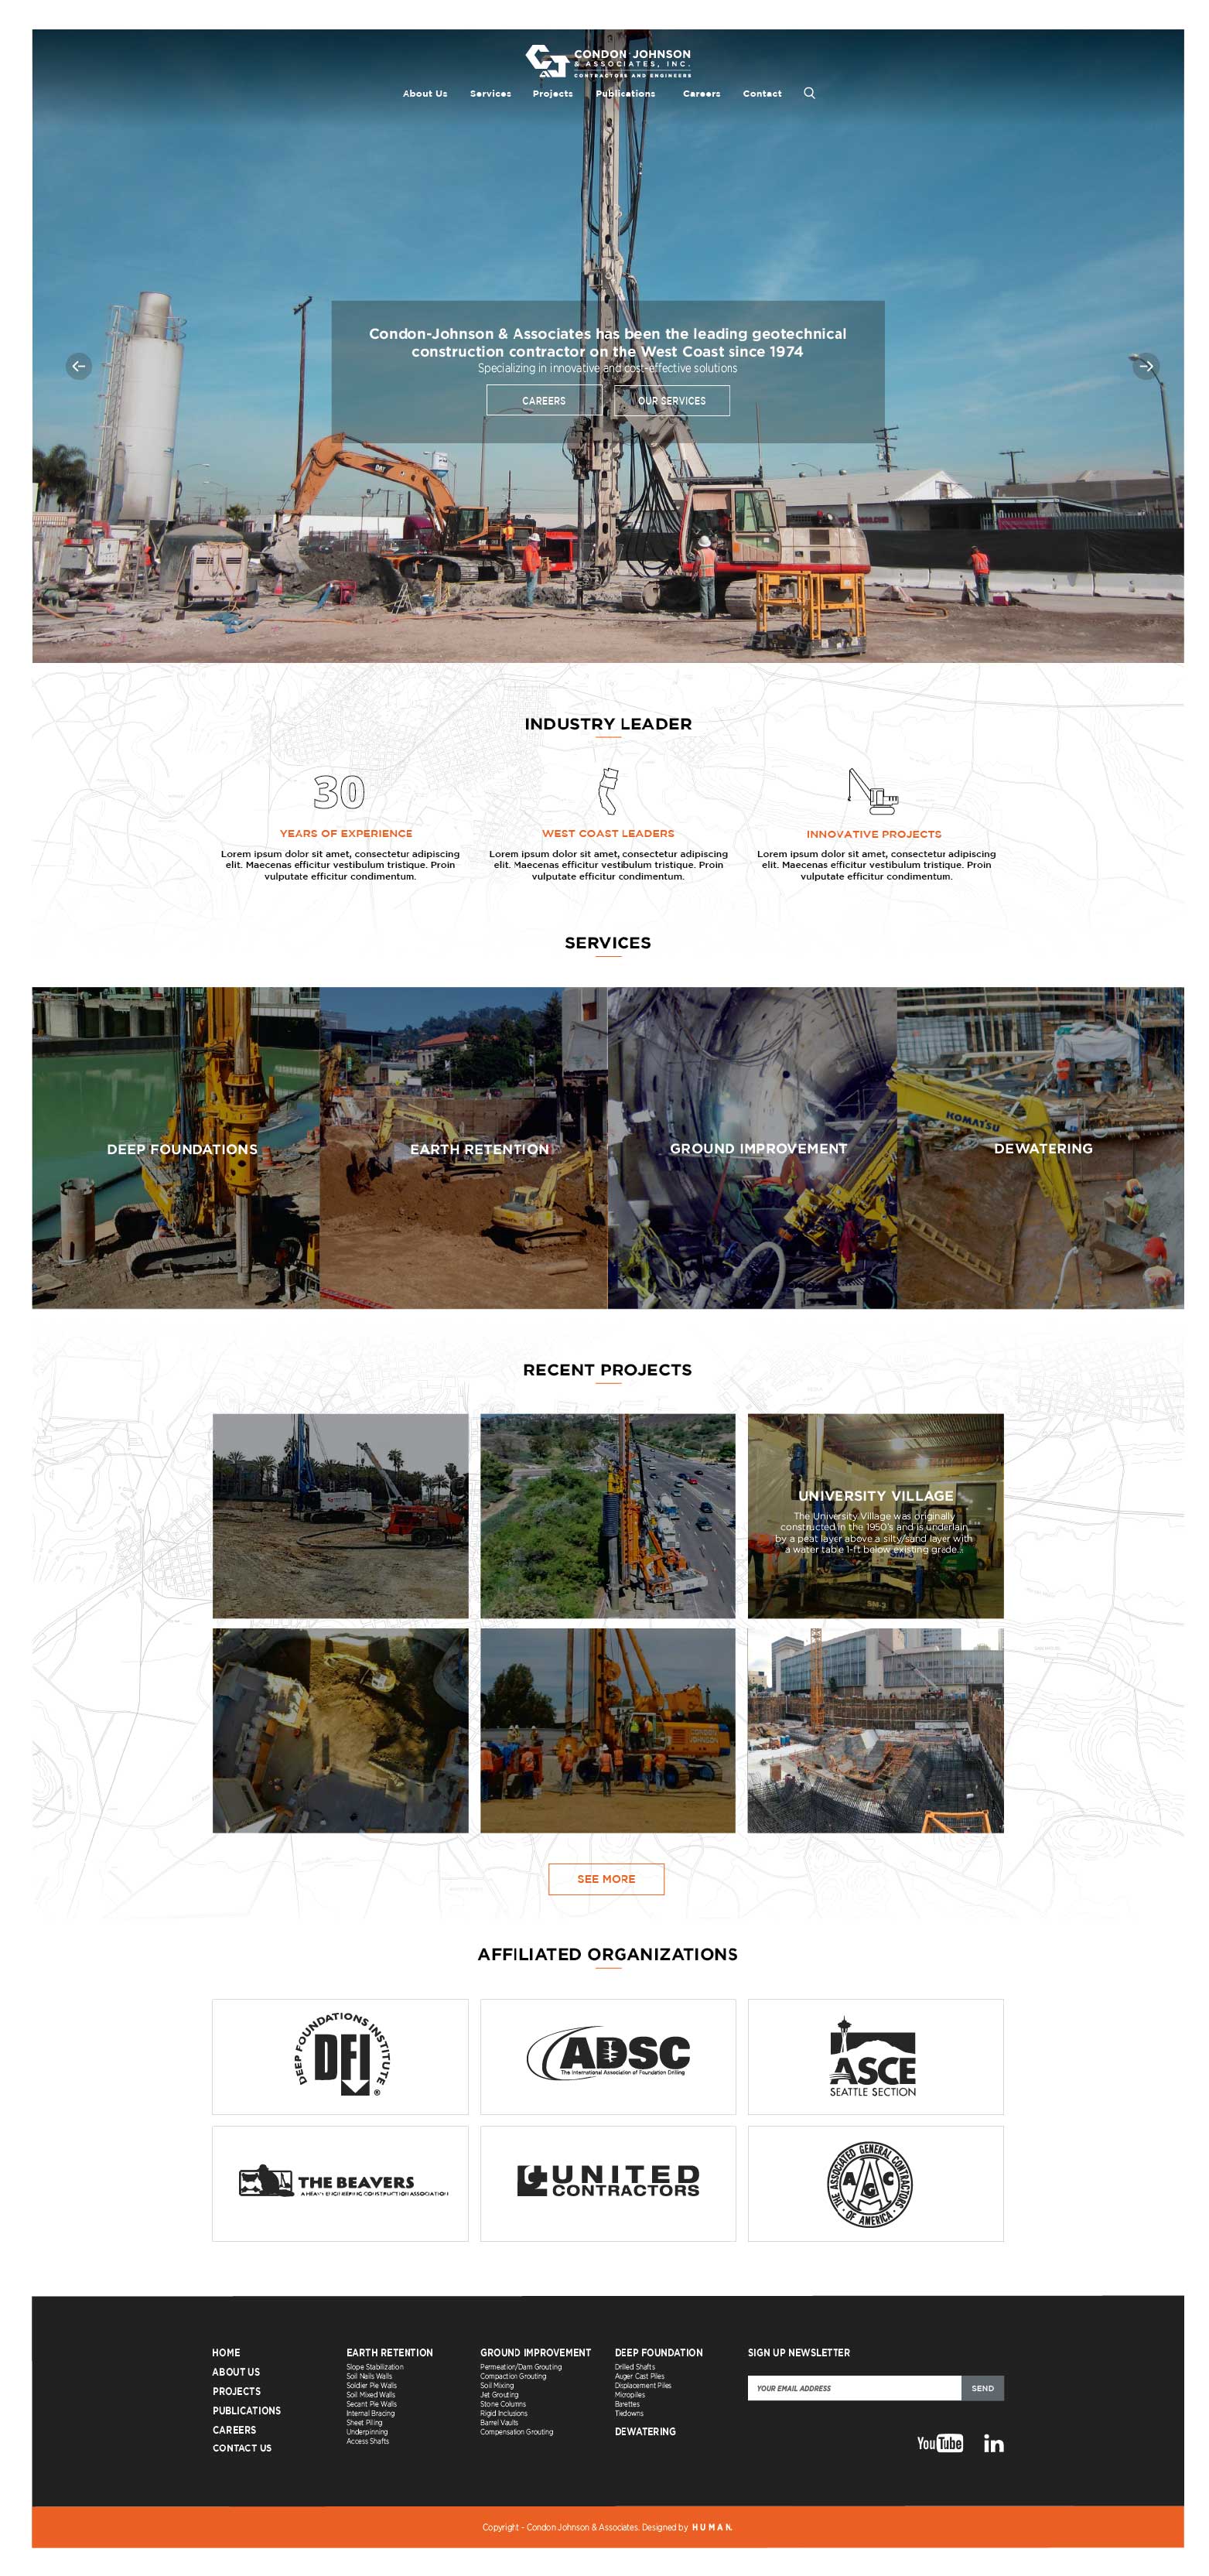 CONDON-JOHNSON
& ASSOCIATES, INC.
CONTRACTORS AND ENGINEERS
About Us Services Projects Publications Careers Contact
Condon-Johnson & Associates has been the leading geotechnical
construction contractor on the West Coast since 1974
Specializing in innovative and cost-effective solutions
CAREERS OUR SERVICES
CAT
INDUSTRY LEADER
30
YEARS OF EXPERIENCE
Lorem ipsum dolor sit amet, consectetur adipiscing
elit. Maecenas efficitur vestibulum tristique. Proin
vulputate efficitur condimentum.
WEST COAST LEADERS
Lorem ipsum dolor sit amet, consectetur adipiscing
elit. Maecenas efficitur vestibulum tristique. Proin
vulputate efficitur condimentum.
INNOVATIVE PROJECTS
Lorem ipsum dolor sit amet, consectetur adipiscing
elit. Maecenas efficitur vestibulum tristique. Proin
vulputate efficitur condimentum.
SERVICES
KOMATSU
DEEP FOUNDATIONS
EARTH RETENTION
GROUND IMPROVEMENT
DEWATERING
RECENT PROJECTS
UNIVERSITY VILLAGE
The University Village was originally
constructed in the 1950's and is underlain
by a peat layer above a silty/sand layer with
a water table 1-ft below existing grade...
SM-3
SM-3
CONDON
JOHNSON
SEE MORE
AFFILIATED ORGANIZATIONS
DEEP FOUNDATIONS INSTITUTE
DFI
®
ADSC
The International Association of Foundation Drilling
ASCE
SEATTLE SECTION
THE BEAVERS
A HEAVY ENGINEERING CONSTRUCTION ASSOCIATION
UNITED
CONTRACTORS
THE ASSOCIATED GENERAL CONTRACTORS
OF AMERICA
AGC
HOME
ABOUT US
PROJECTS
PUBLICATIONS
CAREERS
CONTACT US
EARTH RETENTION
Slope Stabilization
Soil Nails Walls
Soldier Pie Walls
Soil Mixed Walls
Secant Pie Walls
Internal Bracing
Sheet Piling
Underpinning
Access Shafts
GROUND IMPROVEMENT
Permeation/Dam Grouting
Compaction Grouting
Soil Mixing
Jet Grouting
Stone Columns
Rigid Inclusions
Barrel Vaults
Compensation Grouting
DEEP FOUNDATION
Drilled Shafts
Auger Cast Piles
Displacement Piles
Micropiles
Barettes
Tiedowns
DEWATERING
SIGN UP NEWSLETTER
YOUR EMAIL ADDRESS SEND
YouTube in
Copyright - Condon Johnson & Associates. Designed by HUMAN.